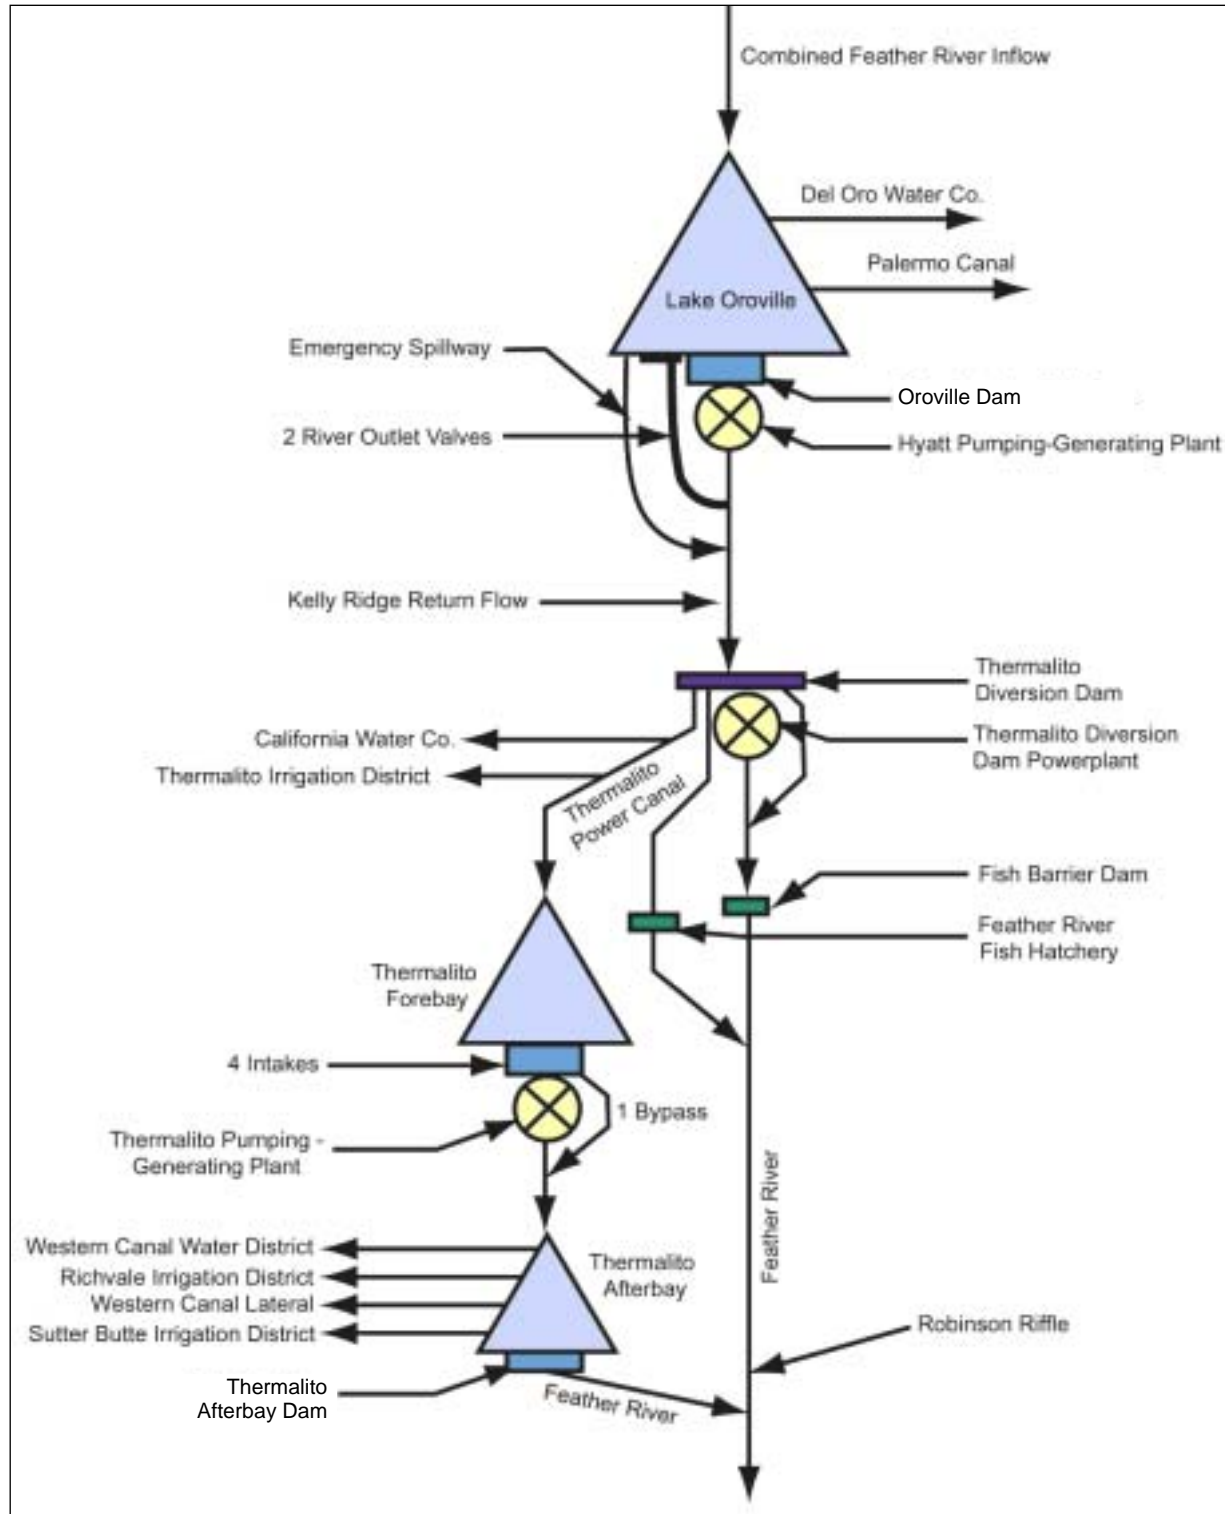 Combined Feather River Inflow
Del Oro Water Co.
Palermo Canal
Lake Oroville
Emergency Spillway
Oroville Dam
2 River Outlet Valves
Hyatt Pumping-Generating Plant
Kelly Ridge Return Flow
Thermalito
Diversion Dam
California Water Co.
Thermalito Diversion
Dam Powerplant
Thermalito Irrigation District
Thermalito
Power Canal
Fish Barrier Dam
Feather River
Fish Hatchery
Thermalito
Forebay
4 Intakes
1 Bypass
Thermalito Pumping -
Generating Plant
Feather River
Western Canal Water District
Richvale Irrigation District
Western Canal Lateral
Sutter Butte Irrigation District
Thermalito
Afterbay
Robinson Riffle
Thermalito
Afterbay Dam
Feather River